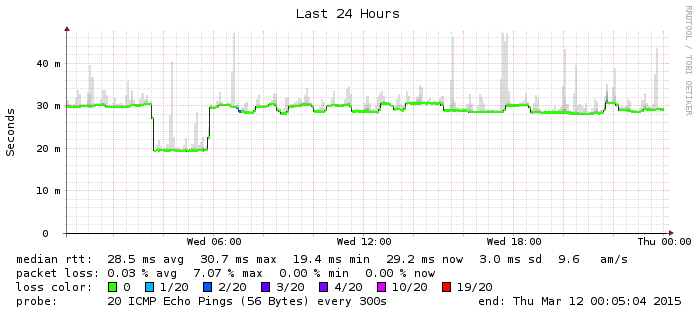 Last 24 Hours
RRDTOOL / TOBI OETIKER
Seconds
40 m
30 m
20 m
10 m
0
Wed 06:00 Wed 12:00 Wed 18:00 Thu 00:00
median rtt: 28.5 ms avg 30.7 ms max 19.4 ms min 29.2 ms now 3.0 ms sd 9.6 am/s
packet loss: 0.03 % avg 7.07 % max 0.00 % min 0.00 % now
loss color: 0 1/20 2/20 3/20 4/20 10/20 19/20
probe: 20 ICMP Echo Pings (56 Bytes) every 300s end: Thu Mar 12 00:05:04 2015